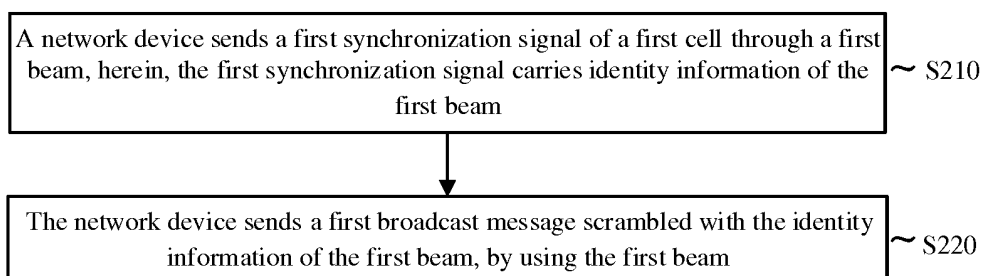 A network device sends a first synchronization signal of a first cell through a first
beam, herein, the first synchronization signal carries identity information of the
first beam
~ S210
The network device sends a first broadcast message scrambled with the identity
information of the first beam, by using the first beam
~ S220